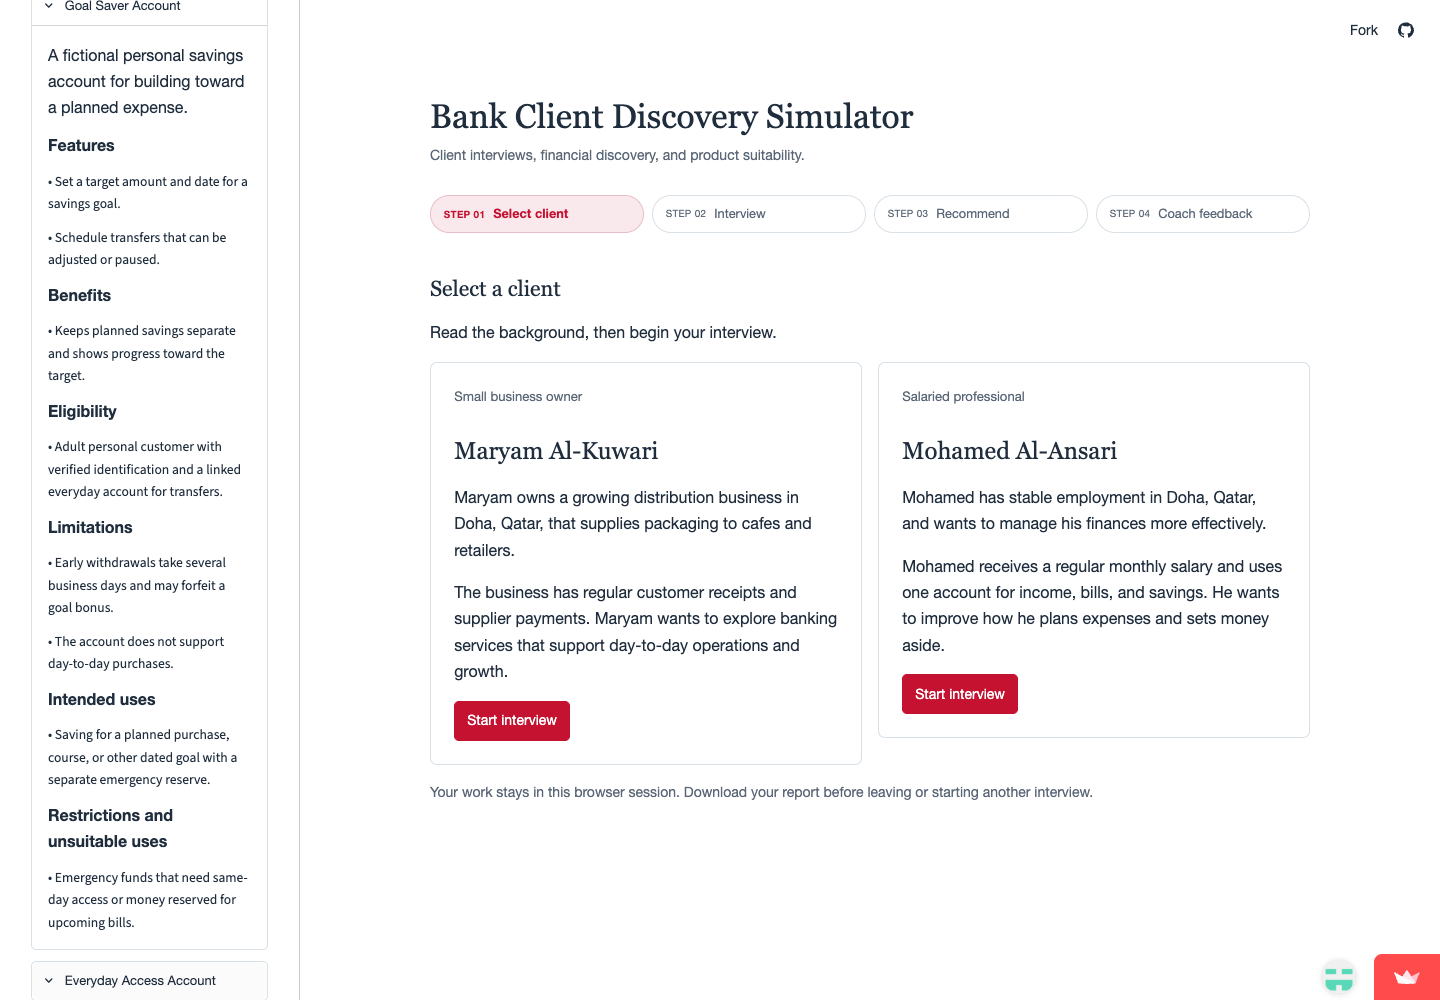 Goal Saver Account
A fictional personal savings
account for building toward
a planned expense.
Features
• Set a target amount and date for a
savings goal.
• Schedule transfers that can be
adjusted or paused.
Benefits
• Keeps planned savings separate
and shows progress toward the
target.
Eligibility
• Adult personal customer with
verified identification and a linked
everyday account for transfers.
Limitations
• Early withdrawals take several
business days and may forfeit a
goal bonus.
• The account does not support
day-to-day purchases.
Intended uses
• Saving for a planned purchase,
course, or other dated goal with a
separate emergency reserve.
Restrictions and
unsuitable uses
• Emergency funds that need same-
day access or money reserved for
upcoming bills.
Everyday Access Account
Fork
Bank Client Discovery Simulator
Client interviews, financial discovery, and product suitability.
STEP 01 Select client
STEP 02 Interview
STEP 03 Recommend
STEP 04 Coach feedback
Select a client
Read the background, then begin your interview.
Small business owner
Maryam Al-Kuwari
Maryam owns a growing distribution business in
Doha, Qatar, that supplies packaging to cafes and
retailers.
The business has regular customer receipts and
supplier payments. Maryam wants to explore banking
services that support day-to-day operations and
growth.
Start interview
Salaried professional
Mohamed Al-Ansari
Mohamed has stable employment in Doha, Qatar,
and wants to manage his finances more effectively.
Mohamed receives a regular monthly salary and uses
one account for income, bills, and savings. He wants
to improve how he plans expenses and sets money
aside.
Start interview
Your work stays in this browser session. Download your report before leaving or starting another interview.